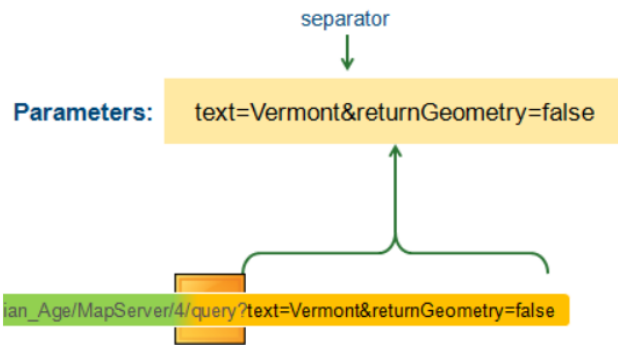 separator
Parameters: text=Vermont&returnGeometry=false
ian_Age/MapServer/4/query?text=Vermont&returnGeometry=false